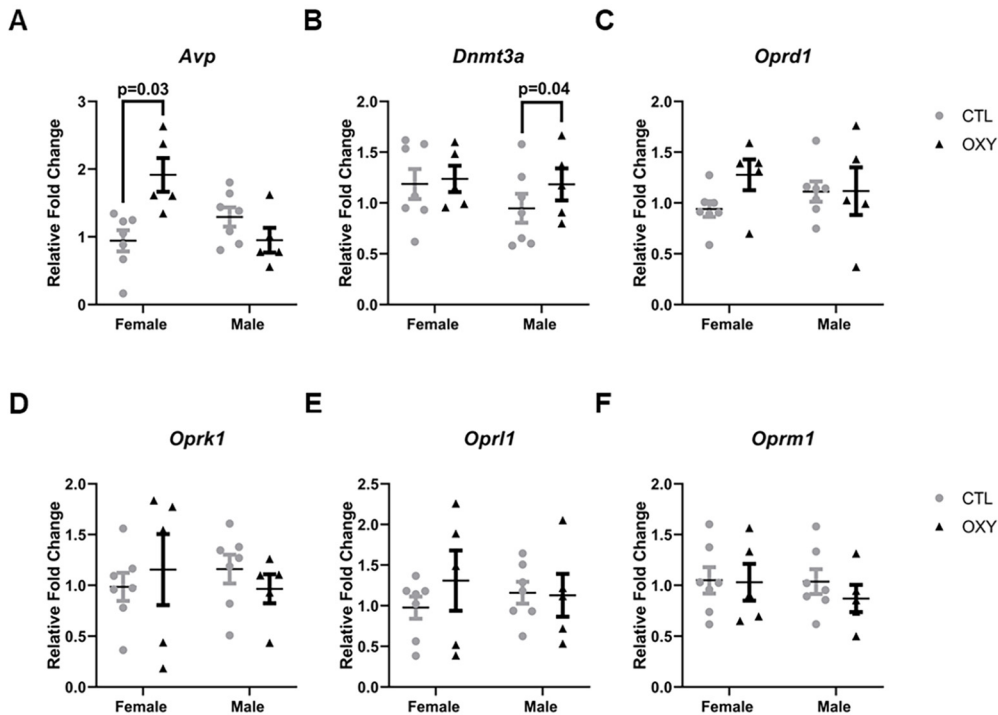 A
Avp
p=0.03
Relative Fold Change
3
2
1
0
Female
Male
B
Dnmt3a
p=0.04
Relative Fold Change
2.0
1.5
1.0
0.5
0.0
Female
Male
C
Oprd1
Relative Fold Change
2.0
1.5
1.0
0.5
0.0
Female
Male
CTL
OXY
D
Oprk1
Relative Fold Change
2.0
1.5
1.0
0.5
0.0
Female
Male
E
Oprl1
Relative Fold Change
2.5
2.0
1.5
1.0
0.5
0.0
Female
Male
F
Oprm1
Relative Fold Change
2.0
1.5
1.0
0.5
0.0
Female
Male
CTL
OXY